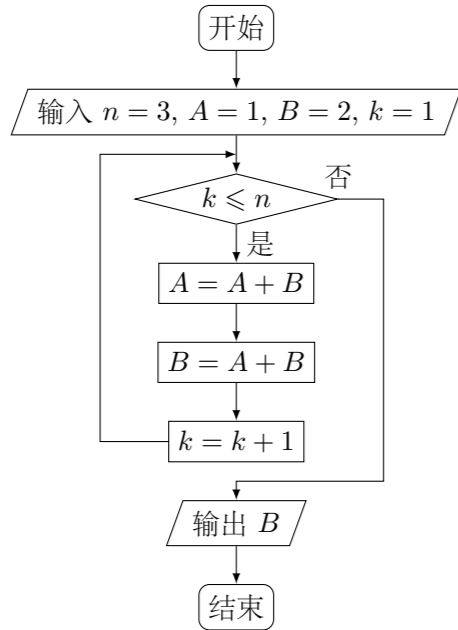 开始
输入 n = 3, A = 1, B = 2, k = 1
k ⩽ n
否
是
A = A + B
B = A + B
k = k + 1
输出 B
结束